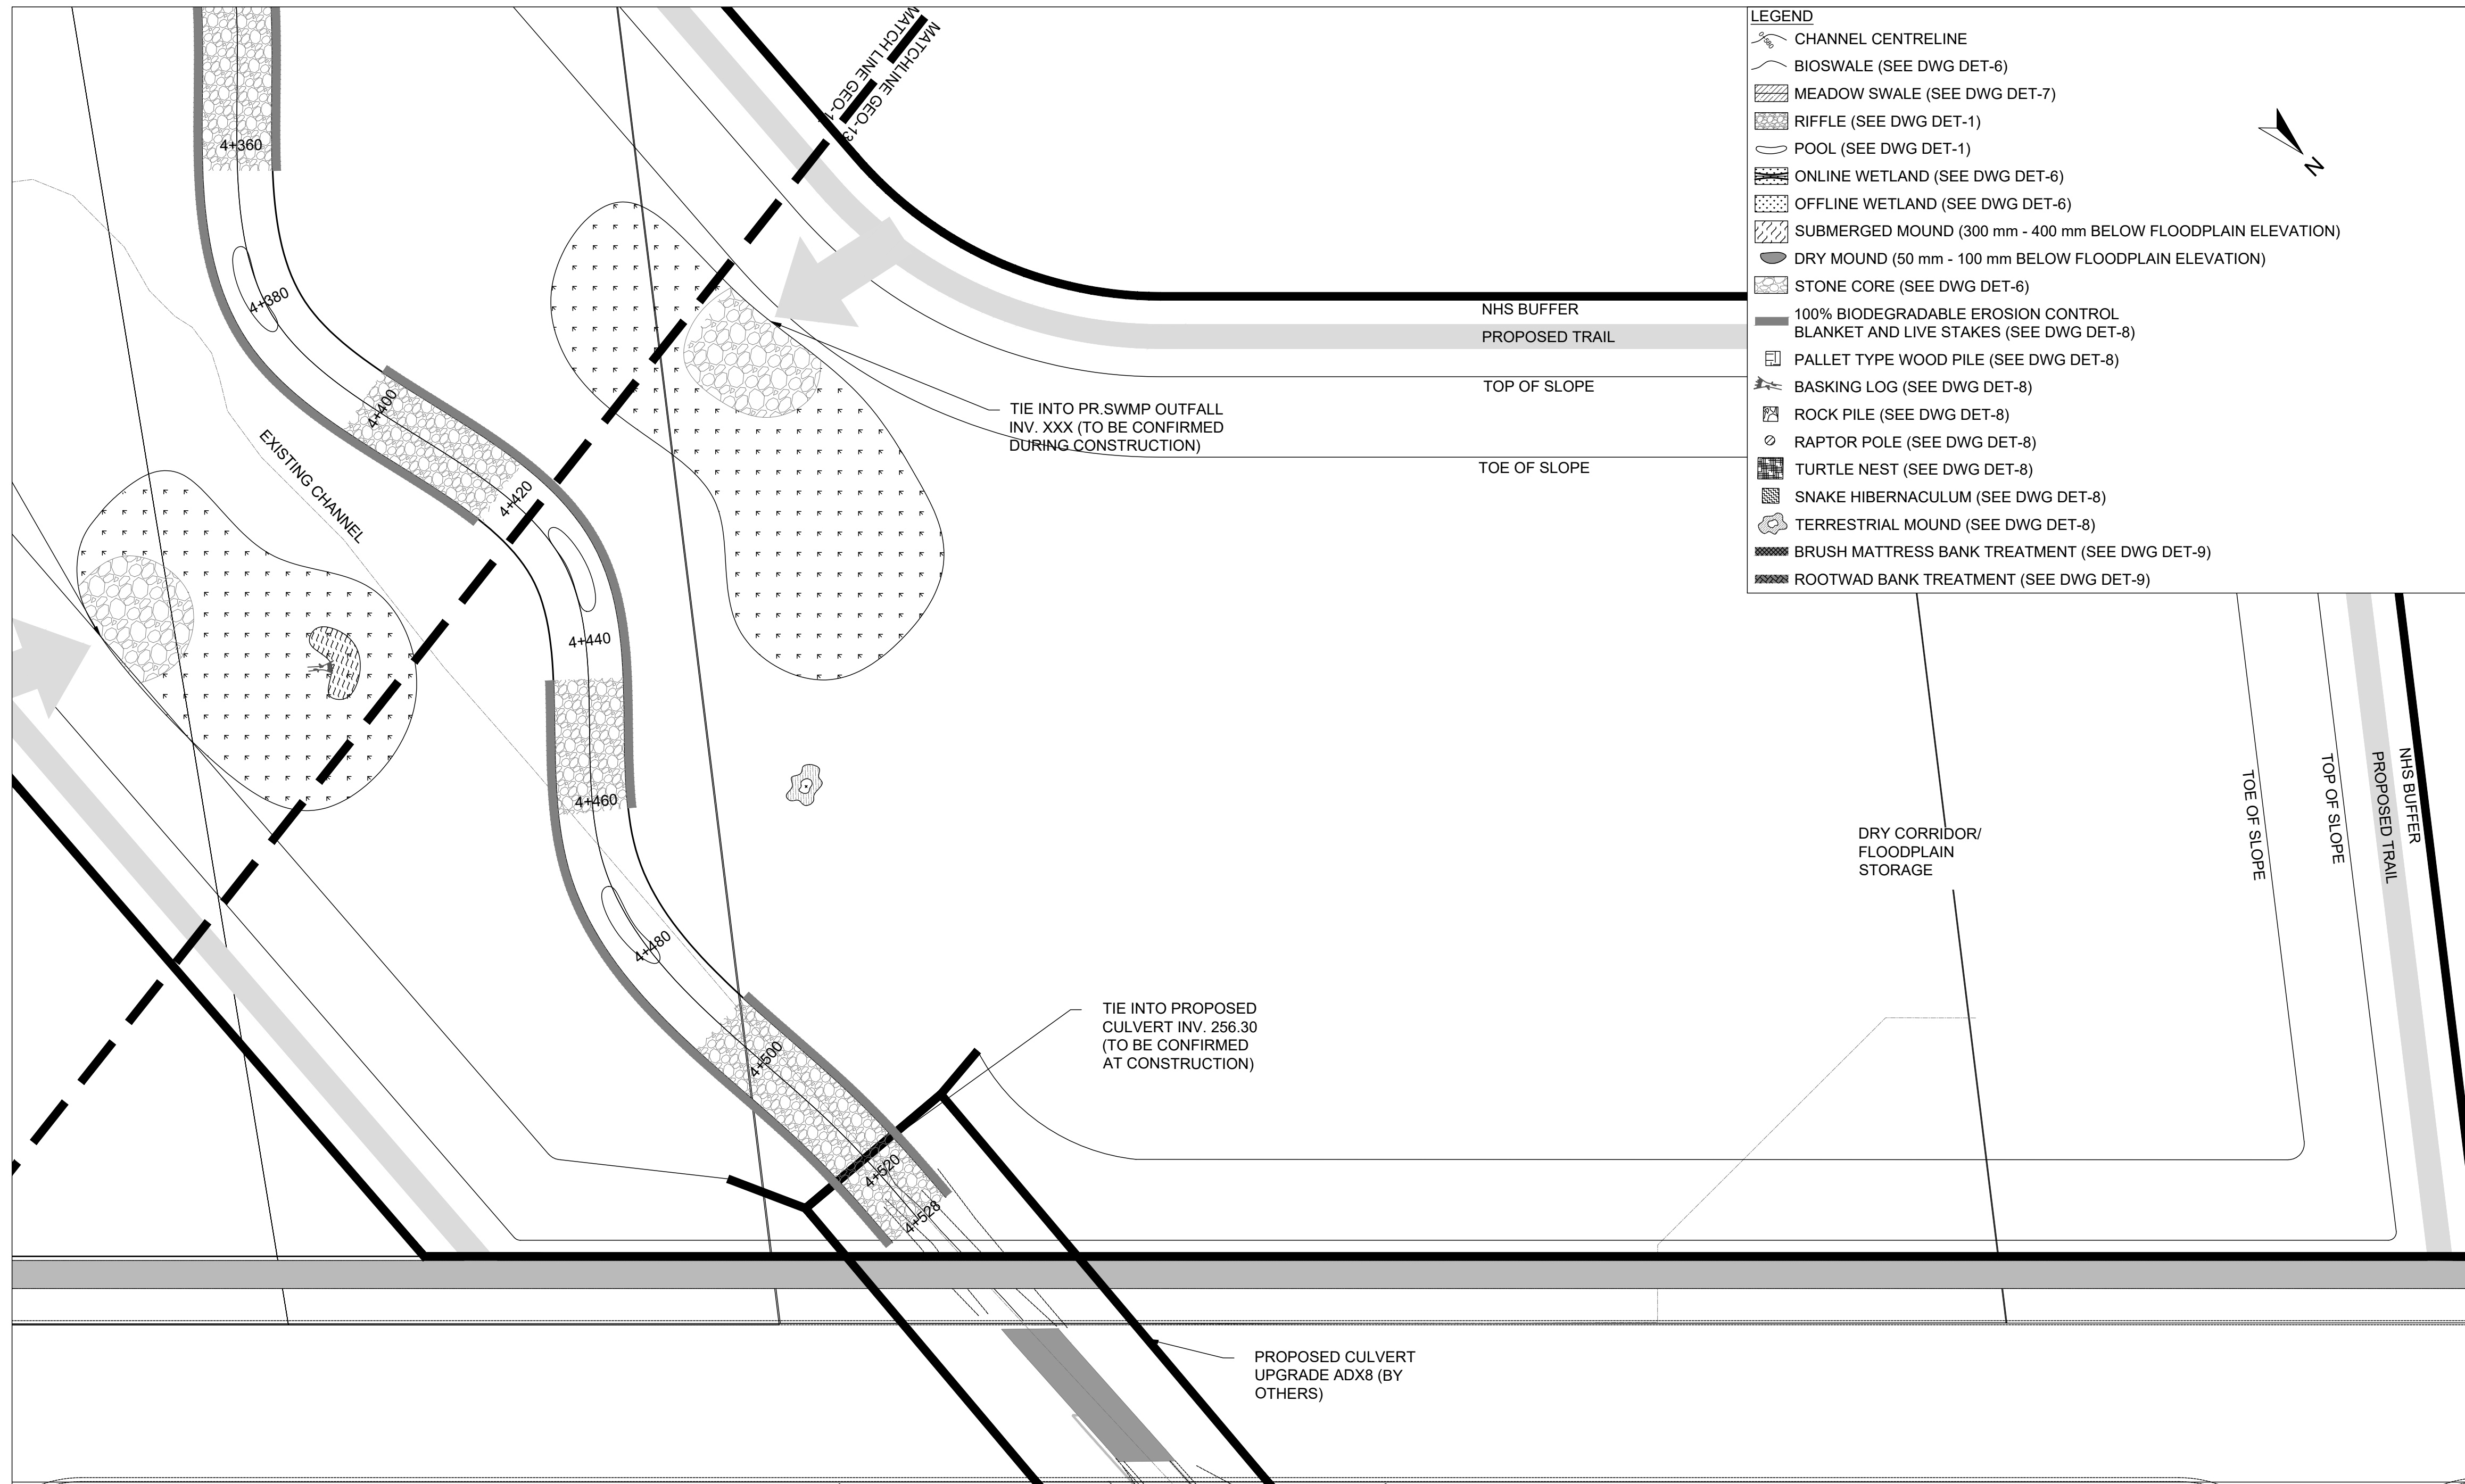 LEGEND
0+580
CHANNEL CENTRELINE
BIOSWALE (SEE DWG DET-6)
MEADOW SWALE (SEE DWG DET-7)
RIFFLE (SEE DWG DET-1)
POOL (SEE DWG DET-1)
ONLINE WETLAND (SEE DWG DET-6)
OFFLINE WETLAND (SEE DWG DET-6)
SUBMERGED MOUND (300 mm - 400 mm BELOW FLOODPLAIN ELEVATION)
DRY MOUND (50 mm - 100 mm BELOW FLOODPLAIN ELEVATION)
STONE CORE (SEE DWG DET-6)
100% BIODEGRADABLE EROSION CONTROL
BLANKET AND LIVE STAKES (SEE DWG DET-8)
PALLET TYPE WOOD PILE (SEE DWG DET-8)
BASKING LOG (SEE DWG DET-8)
ROCK PILE (SEE DWG DET-8)
RAPTOR POLE (SEE DWG DET-8)
TURTLE NEST (SEE DWG DET-8)
SNAKE HIBERNACULUM (SEE DWG DET-8)
TERRESTRIAL MOUND (SEE DWG DET-8)
BRUSH MATTRESS BANK TREATMENT (SEE DWG DET-9)
ROOTWAD BANK TREATMENT (SEE DWG DET-9)
N
MATCH LINE GEO-
MATCHLINE GEO-13
4+360
4+380
4+400
4+420
4+440
4+460
4+480
4+500
4+520
4+528
EXISTING CHANNEL
NHS BUFFER
PROPOSED TRAIL
TOP OF SLOPE
TOE OF SLOPE
TIE INTO PR.SWMP OUTFALL
INV. XXX (TO BE CONFIRMED
DURING CONSTRUCTION)
DRY CORRIDOR/
FLOODPLAIN
STORAGE
TOE OF SLOPE
TOP OF SLOPE
PROPOSED TRAIL
NHS BUFFER
TIE INTO PROPOSED
CULVERT INV. 256.30
(TO BE CONFIRMED
AT CONSTRUCTION)
PROPOSED CULVERT
UPGRADE ADX8 (BY
OTHERS)